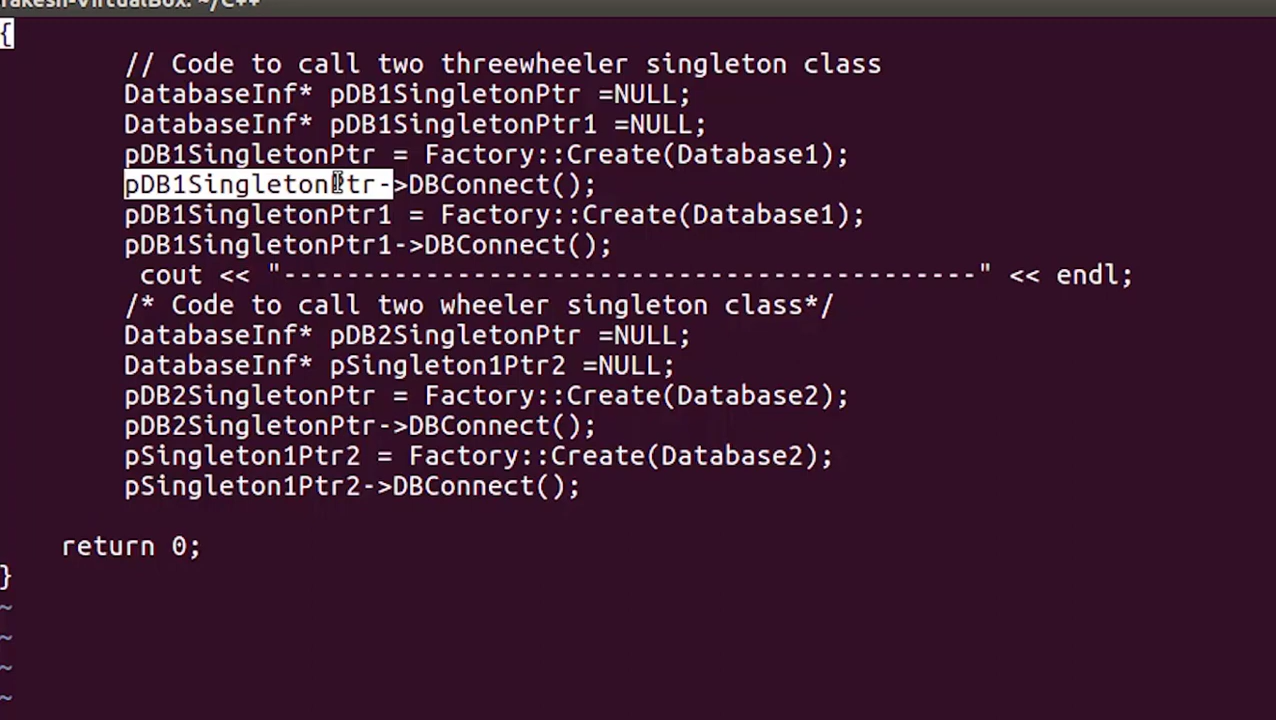 rakesh-VirtualBox: ~/C++
{
// Code to call two threewheeler singleton class
DatabaseInf* pDB1SingletonPtr =NULL;
DatabaseInf* pDB1SingletonPtr1 =NULL;
pDB1SingletonPtr = Factory::Create(Database1);
pDB1SingletonPtr->DBConnect();
pDB1SingletonPtr1 = Factory::Create(Database1);
pDB1SingletonPtr1->DBConnect();
cout << "--------------------------------------------" << endl;
/* Code to call two wheeler singleton class*/
DatabaseInf* pDB2SingletonPtr =NULL;
DatabaseInf* pSingleton1Ptr2 =NULL;
pDB2SingletonPtr = Factory::Create(Database2);
pDB2SingletonPtr->DBConnect();
pSingleton1Ptr2 = Factory::Create(Database2);
pSingleton1Ptr2->DBConnect();
return 0;
}
~
~
~
~